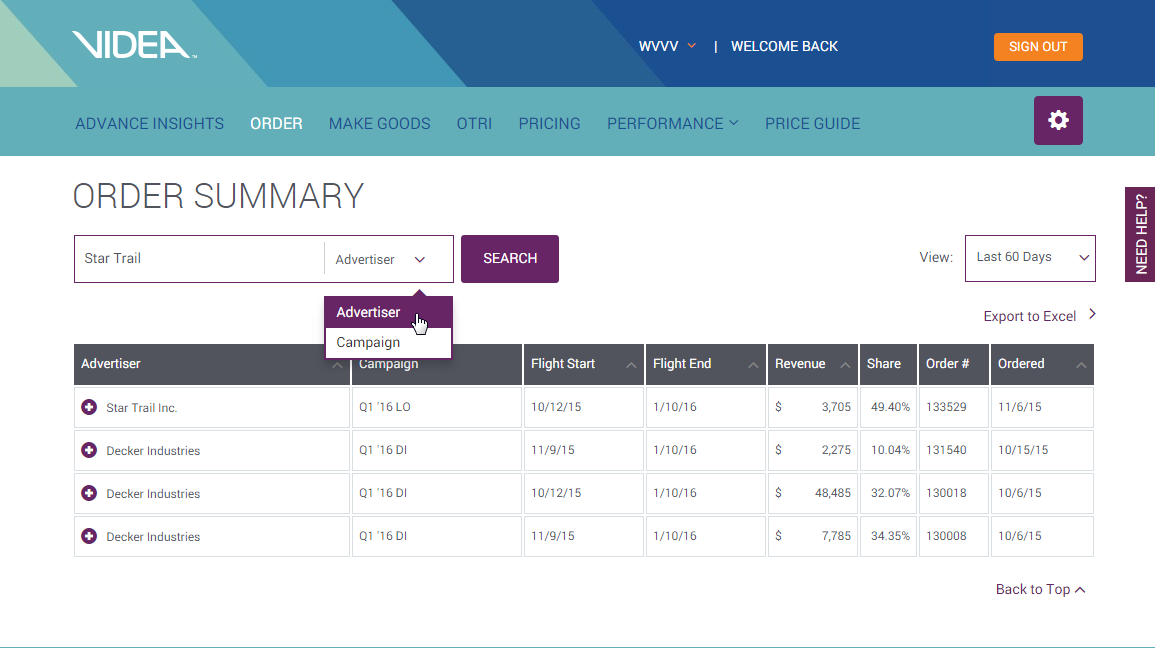 VIDEA™
WVVV | WELCOME BACK
SIGN OUT
ADVANCE INSIGHTS ORDER MAKE GOODS OTRI PRICING PERFORMANCE PRICE GUIDE
NEED HELP?
ORDER SUMMARY
Star Trail Advertiser SEARCH View: Last 60 Days
Advertiser
Campaign
Export to Excel
Advertiser Campaign Flight Start Flight End Revenue Share Order # Ordered
Star Trail Inc. Q1 '16 LO 10/12/15 1/10/16 $ 3,705 49.40% 133529 11/6/15
Decker Industries Q1 '16 DI 11/9/15 1/10/16 $ 2,275 10.04% 131540 10/15/15
Decker Industries Q1 '16 DI 10/12/15 1/10/16 $ 48,485 32.07% 130018 10/6/15
Decker Industries Q1 '16 DI 11/9/15 1/10/16 $ 7,785 34.35% 130008 10/6/15
Back to Top